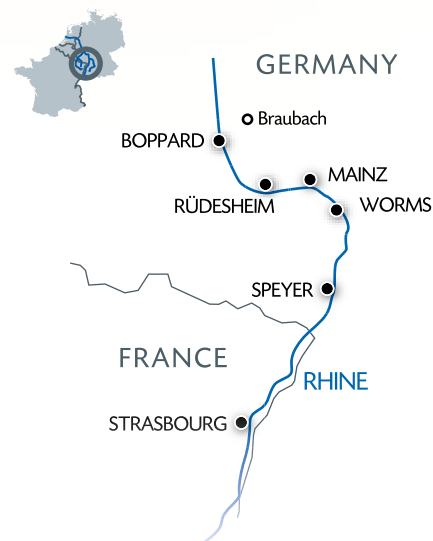 GERMANY
Braubach
BOPPARD
MAINZ
RÜDESHEIM
WORMS
SPEYER
FRANCE
RHINE
STRASBOURG